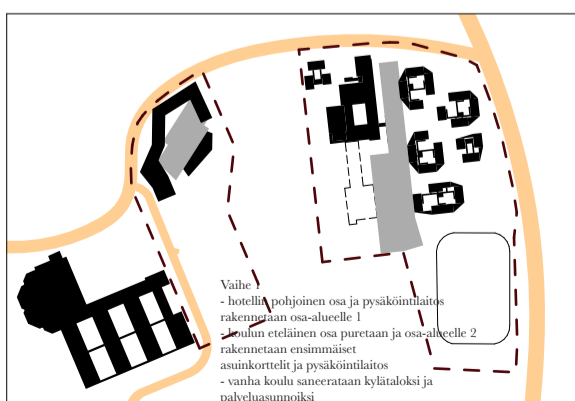 Vaihe 1
- hotellin pohjoinen osa ja pysäköintilaitos
rakennetaan osa-alueelle 1
- koulun eteläinen osa puretaan ja osa-alueelle 2
rakennetaan ensimmäiset
asuinkorttelit ja pysäköintilaitos
- vanha koulu saneerataan kylätaloksi ja
palveluasunnoiksi